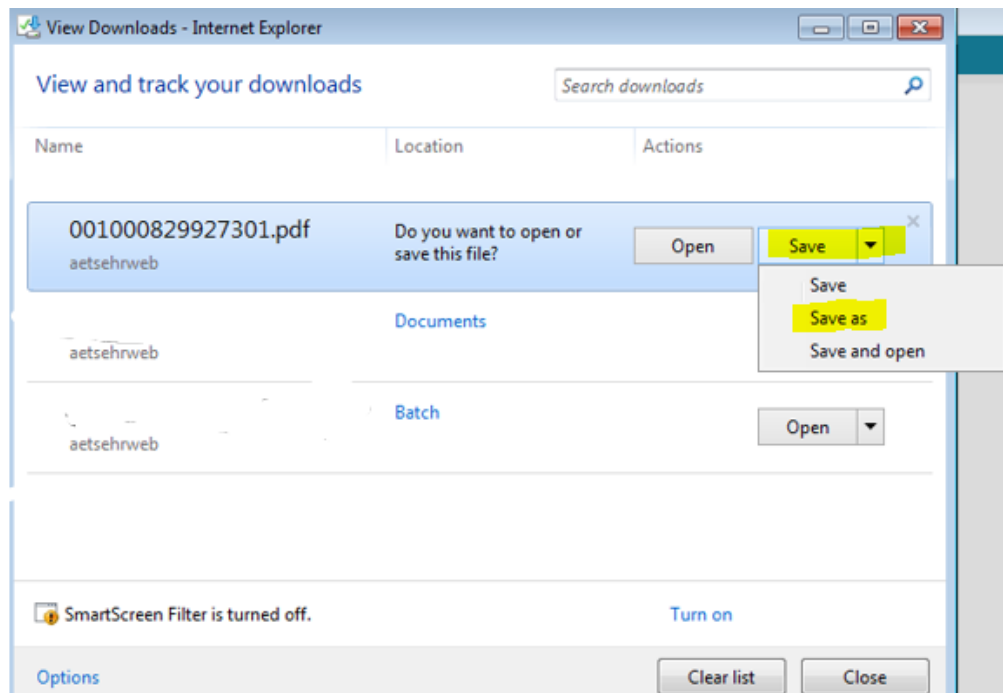 View Downloads - Internet Explorer
View and track your downloads
Search downloads
Name Location Actions
001000829927301.pdf
aetsehrweb
Do you want to open or
save this file?
Open Save
Save
Save as
Save and open
Documents
aetsehrweb
Batch
aetsehrweb
Open
SmartScreen Filter is turned off. Turn on
Options Clear list Close